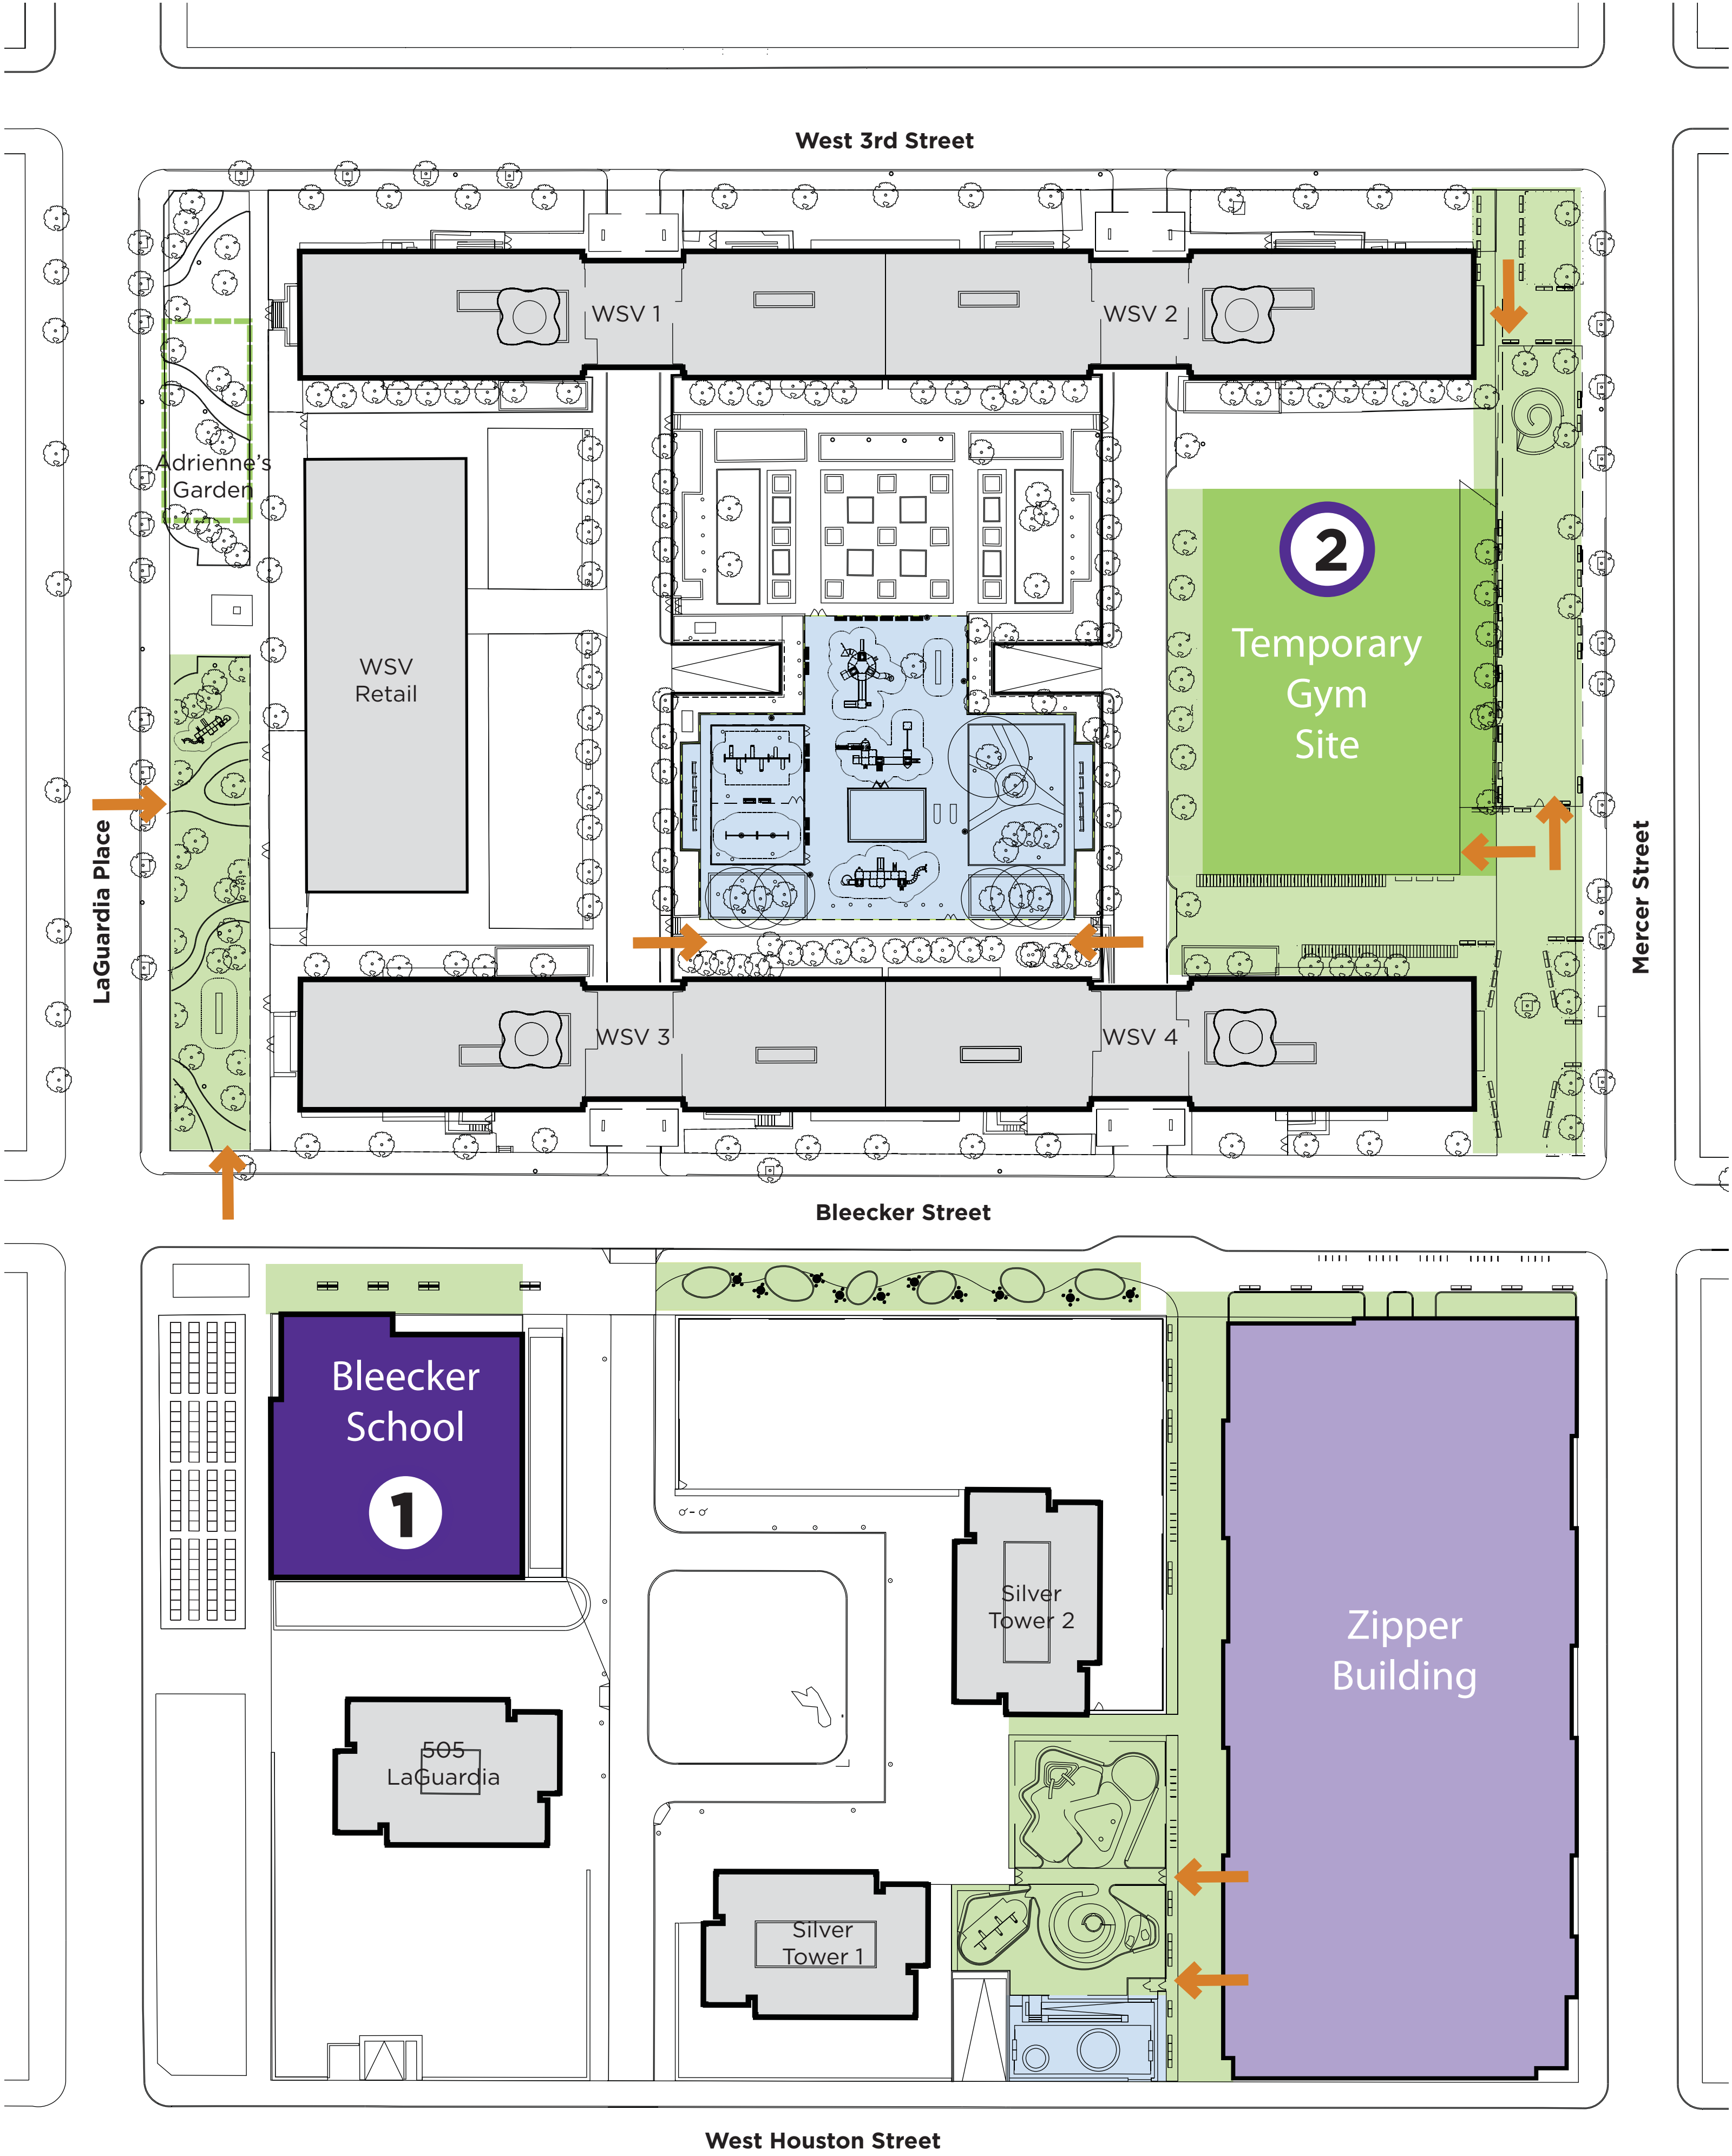 West 3rd Street
WSV 1
WSV 2
Adrienne's
Garden
2
Temporary
Gym
Site
WSV
Retail
LaGuardia Place
Mercer Street
WSV 3
WSV 4
Bleecker Street
Bleecker
School
1
Silver
Tower 2
Zipper
Building
505
LaGuardia
Silver
Tower 1
West Houston Street